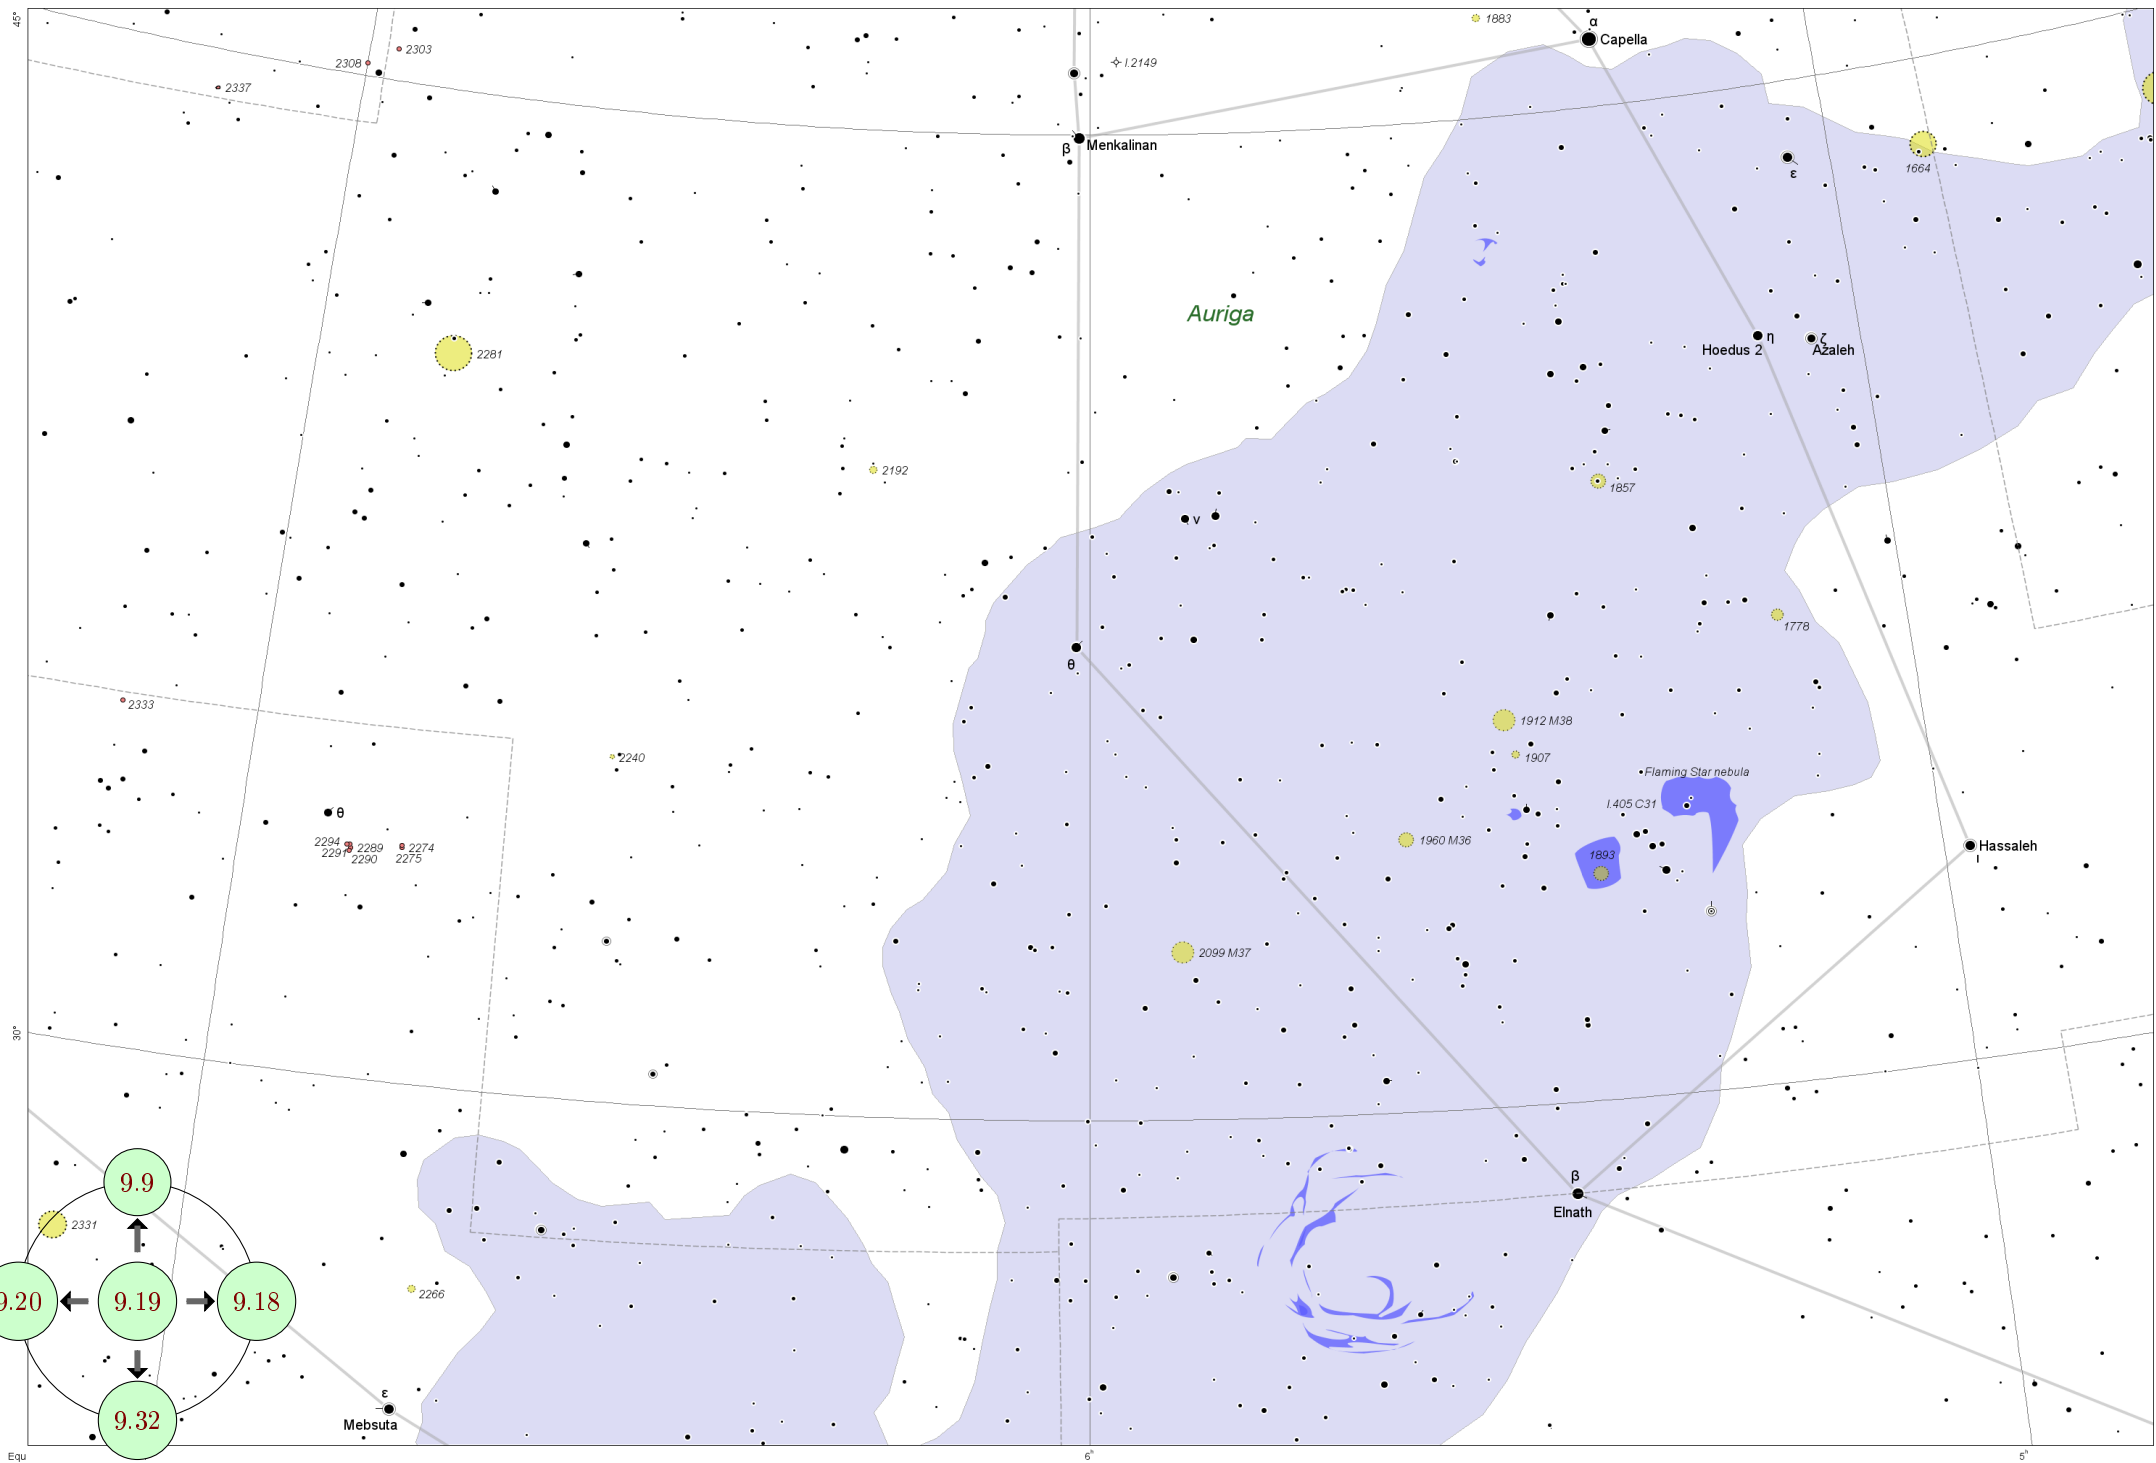 45°
1883
α
Capella
2303
2308
I.2149
2337
β
Menkalinan
ε
1664
Auriga
η
ζ
Hoedus 2
Azaleh
2281
2192
1857
ν
1778
θ
2333
1912 M38
1907
2240
Flaming Star nebula
I.405 C31
θ
1960 M36
2294
2289
2274
2291
2290
2275
1893
Hassaleh
ι
2099 M37
30°
β
Elnath
9.9
2331
9.20
9.19
9.18
2266
ε
Mebsuta
9.32
Equ
6h
5h